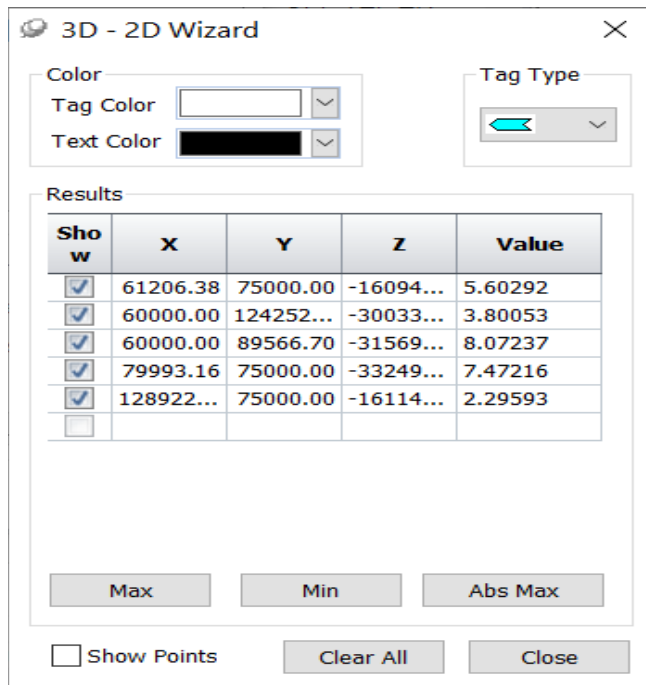 3D - 2D Wizard
Color
Tag Type
Tag Color
Text Color
Results
Sho
w X Y Z Value
61206.38 75000.00 -16094... 5.60292
60000.00 124252... -30033... 3.80053
60000.00 89566.70 -31569... 8.07237
79993.16 75000.00 -33249... 7.47216
128922... 75000.00 -16114... 2.29593
Max Min Abs Max
Show Points Clear All Close